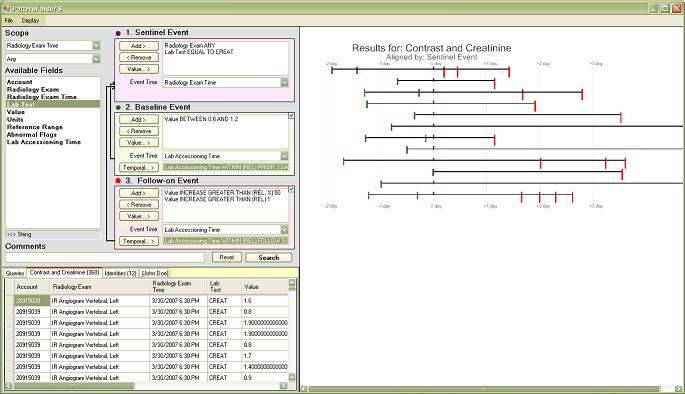 PatternFinder 5
File Display
Scope
Radiology Exam Time
Any
Available Fields
Account
Radiology Exam
Radiology Exam Time
Lab Test
Value
Units
Reference Range
Abnormal Flags
Lab Accessioning Time
>>> String
Comments
1. Sentinel Event
Add >
< Remove
Value... >
Radiology Exam ANY
Lab Test EQUAL TO CREAT
Event Time
Radiology Exam Time
2. Baseline Event
Add >
< Remove
Value... >
Value BETWEEN 0.6 AND 1.2
Event Time
Lab Accessioning Time
Temporal... >
Lab Accessioning Time WITHIN (REL) PRIOR 2 DA
3. Follow-on Event
Add >
< Remove
Value... >
Value INCREASE GREATER THAN (REL, %) 50
Value INCREASE GREATER THAN (REL) 1
Event Time
Lab Accessioning Time
Temporal... >
Lab Accessioning Time WITHIN (REL) FOLLOW 5
Reset
Search
Queries
Contrast and Creatinine (368)
Identities (12)
(John Doe)
Account Radiology Exam Radiology Exam Time Lab Test Value
20915039 IR Angiogram Vertebral, Left 3/30/2007 6:30 PM CREAT 1.6
20915039 IR Angiogram Vertebral, Left 3/30/2007 6:30 PM CREAT 0.8
20915039 IR Angiogram Vertebral, Left 3/30/2007 6:30 PM CREAT 1.9000000000000
20915039 IR Angiogram Vertebral, Left 3/30/2007 6:30 PM CREAT 1.9000000000000
20915039 IR Angiogram Vertebral, Left 3/30/2007 6:30 PM CREAT 0.8
20915039 IR Angiogram Vertebral, Left 3/30/2007 6:30 PM CREAT 1.7
20915039 IR Angiogram Vertebral, Left 3/30/2007 6:30 PM CREAT 1.4000000000000
20915039 IR Angiogram Vertebral, Left 3/30/2007 6:30 PM CREAT 0.9
Results for: Contrast and Creatinine
Aligned by: Sentinel Event
-2 day -1 day 0 day +1 day +2 day +3 day
-2 day -1 day 0 day +1 day +2 day +3 day